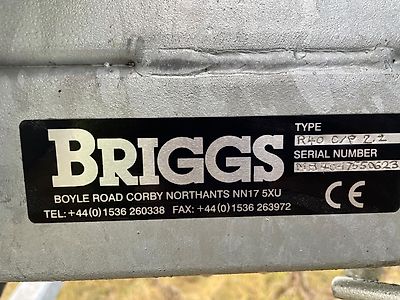 TYPE
R40 C/P 2.2
BRIGGS
SERIAL NUMBER
BOYLE ROAD CORBY NORTHANTS NN17 5XU
CE
TEL:+44(0)1536 260338 FAX: +44(0)1536 263972